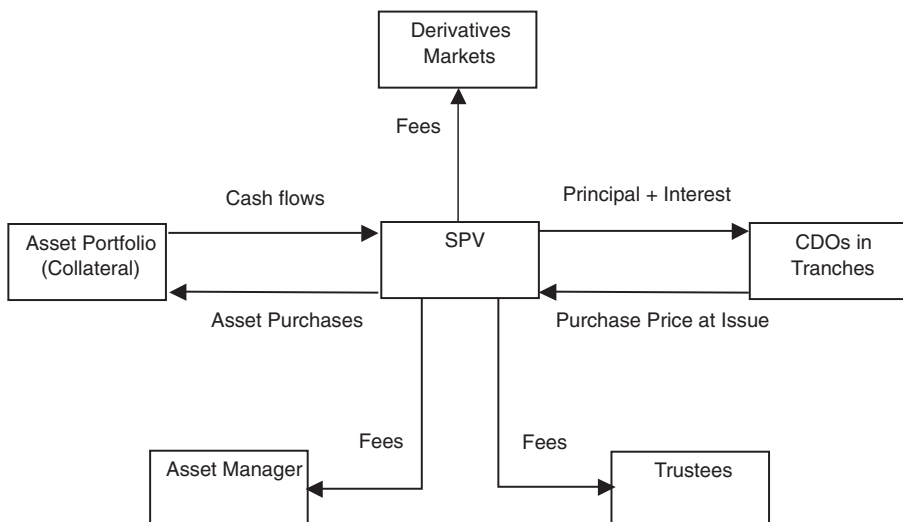 Derivatives
Markets
Fees
Cash flows
Principal + Interest
Asset Portfolio
(Collateral)
SPV
CDOs in
Tranches
Asset Purchases
Purchase Price at Issue
Fees
Fees
Asset Manager
Trustees